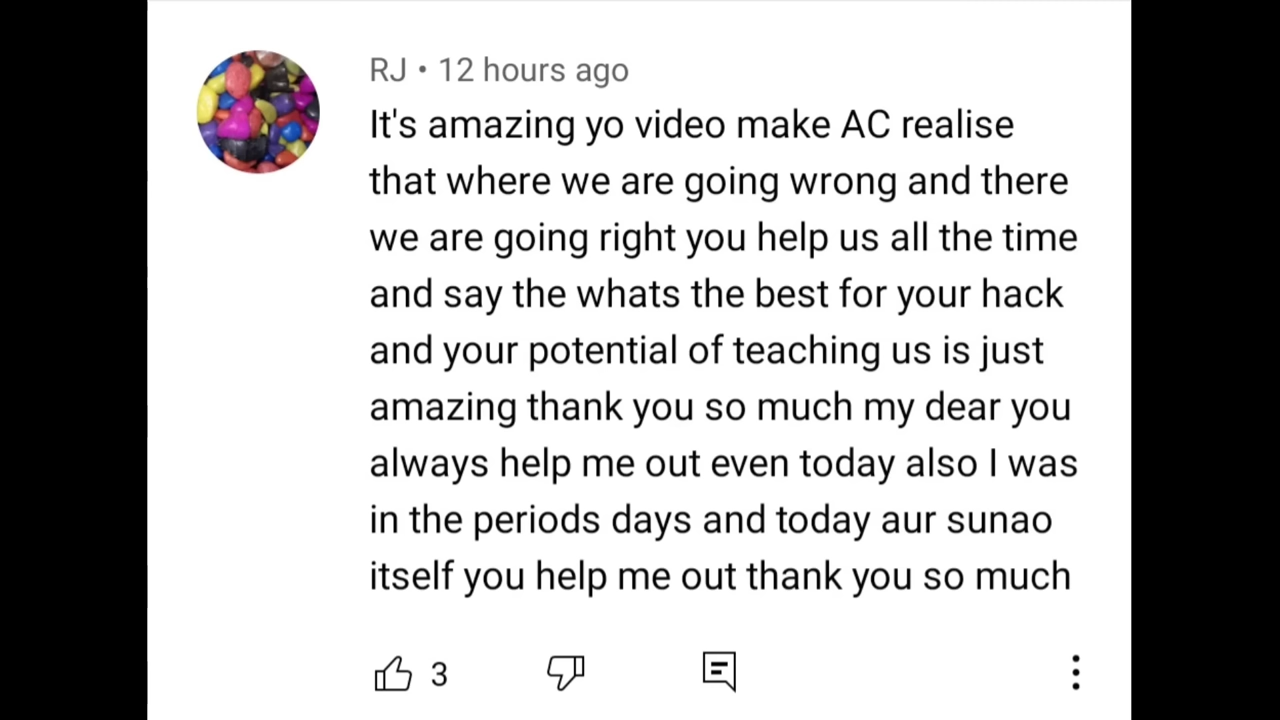 RJ • 12 hours ago
It's amazing yo video make AC realise
that where we are going wrong and there
we are going right you help us all the time
and say the whats the best for your hack
and your potential of teaching us is just
amazing thank you so much my dear you
always help me out even today also I was
in the periods days and today aur sunao
itself you help me out thank you so much
3